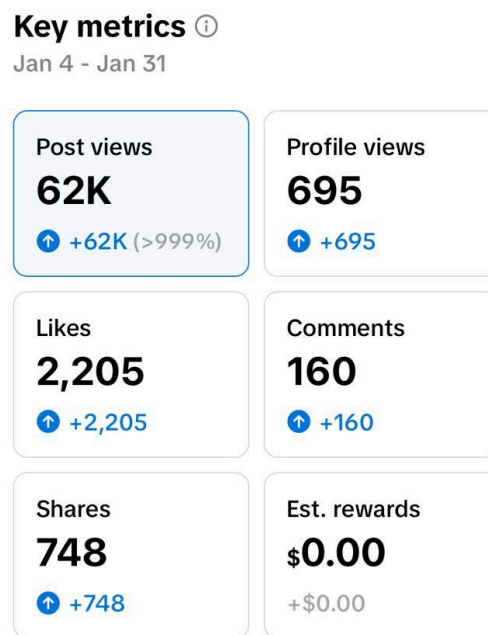 Key metrics
Jan 4 - Jan 31
Post views
62K
+62K (>999%)
Profile views
695
+695
Likes
2,205
+2,205
Comments
160
+160
Shares
748
+748
Est. rewards
$0.00
+$0.00